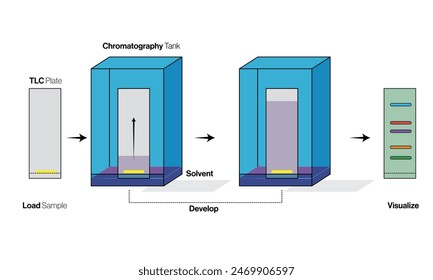 Chromatography Tank
TLC Plate
Solvent
Load Sample
Develop
Visualize
shutterstock.com · 2469906597